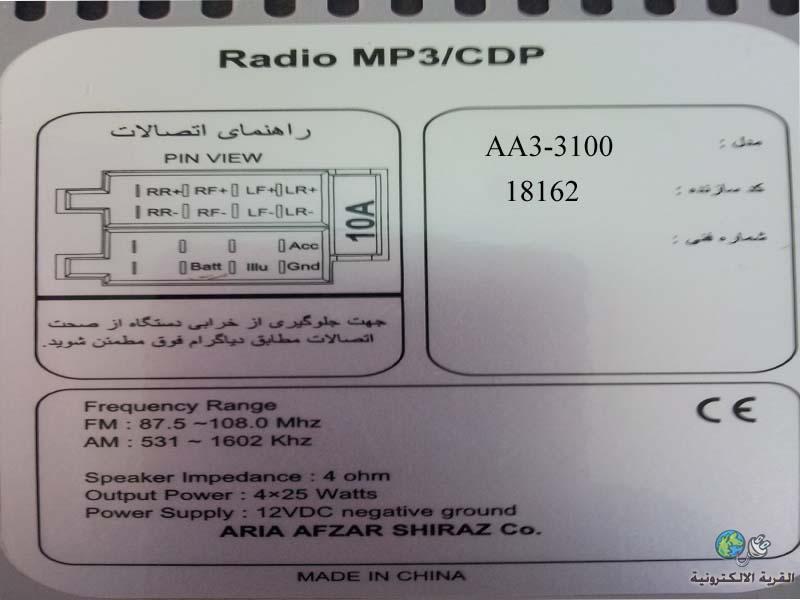 Radio MP3/CDP
راهنمای اتصالات
PIN VIEW
RR+ RF+ LF+ LR+
RR- RF- LF- LR-
10A
Acc
Batt Illu Gnd
جهت جلوگیری از خرابی دستگاه از صحت
اتصالات مطابق دیاگرام فوق مطمئن شوید.
مدل : AA3-3100
کد سازنده : 18162
شماره فنی :
Frequency Range
FM : 87.5 ~108.0 Mhz
AM : 531 ~ 1602 Khz
CE
Speaker Impedance : 4 ohm
Output Power : 4×25 Watts
Power Supply : 12VDC negative ground
ARIA AFZAR SHIRAZ Co.
MADE IN CHINA
القرية الالكترونية